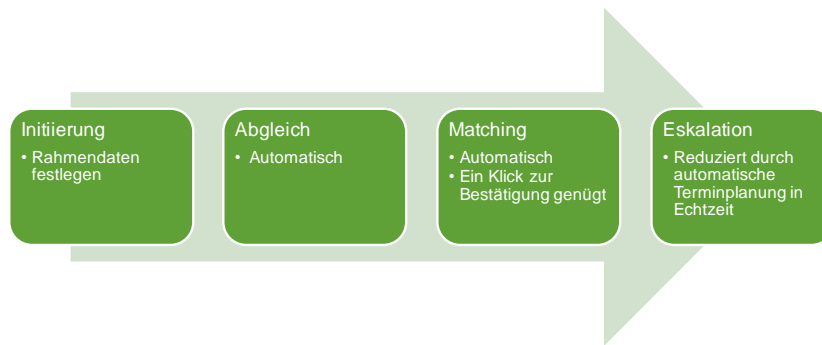 Initiierung
• Rahmendaten
festlegen
Abgleich
• Automatisch
Matching
• Automatisch
• Ein Klick zur
Bestätigung genügt
Eskalation
• Reduziert durch
automatische
Terminplanung in
Echtzeit